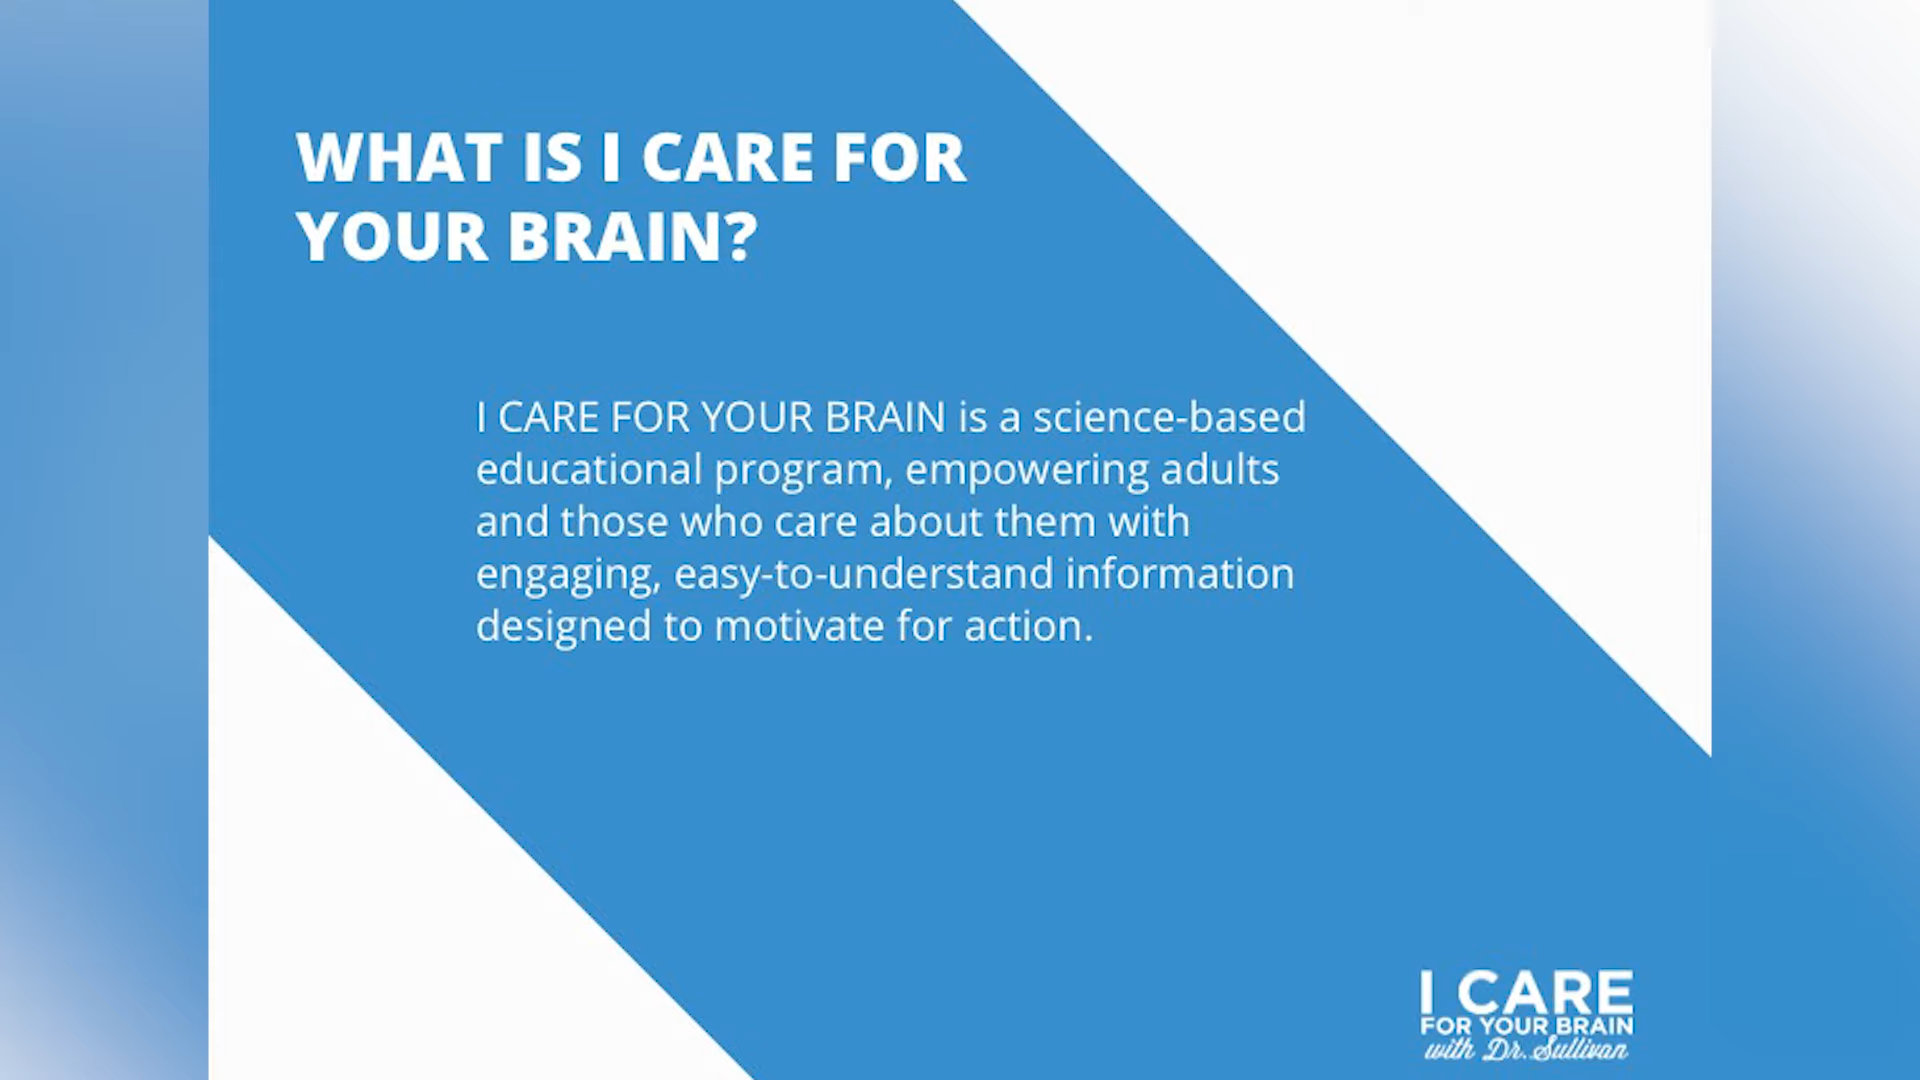 WHAT IS I CARE FOR
YOUR BRAIN?
I CARE FOR YOUR BRAIN is a science-based
educational program, empowering adults
and those who care about them with
engaging, easy-to-understand information
designed to motivate for action.
I CARE
FOR YOUR BRAIN
with Dr. Sullivan